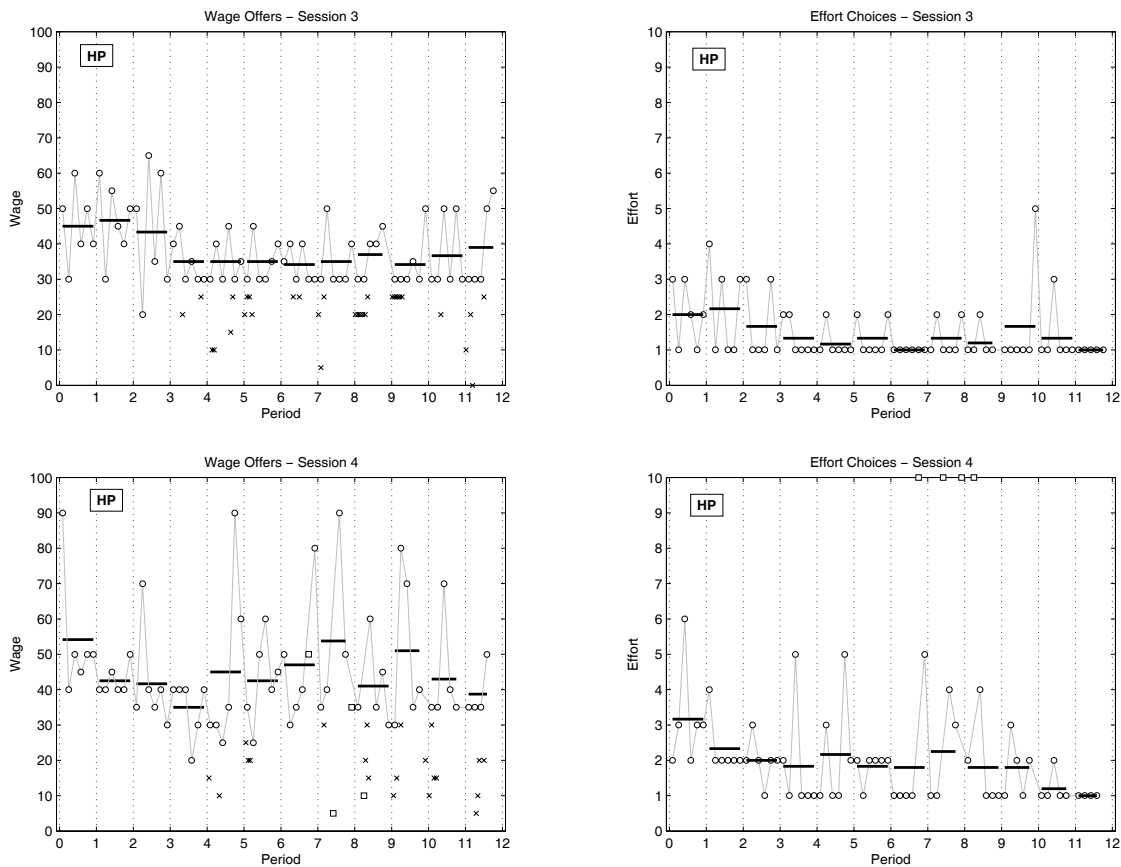 Wage Offers − Session 3
HP
Wage
100
90
80
70
60
50
40
30
20
10
0
0 1 2 3 4 5 6 7 8 9 10 11 12
Period
Effort Choices − Session 3
HP
Effort
10
9
8
7
6
5
4
3
2
1
0
0 1 2 3 4 5 6 7 8 9 10 11 12
Period
Wage Offers − Session 4
HP
Wage
100
90
80
70
60
50
40
30
20
10
0
0 1 2 3 4 5 6 7 8 9 10 11 12
Period
Effort Choices − Session 4
HP
Effort
10
9
8
7
6
5
4
3
2
1
0
0 1 2 3 4 5 6 7 8 9 10 11 12
Period